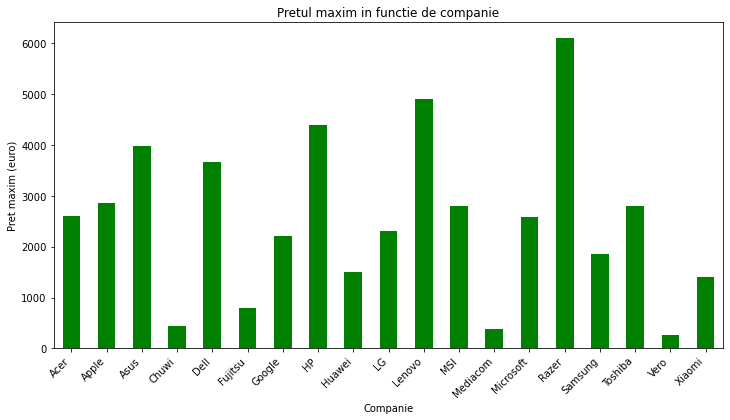 Pretul maxim in functie de companie
Pret maxim (euro)
6000
5000
4000
3000
2000
1000
0
Acer
Apple
Asus
Chuwi
Dell
Fujitsu
Google
HP
Huawei
LG
Lenovo
MSI
Mediacom
Microsoft
Razer
Samsung
Toshiba
Vero
Xiaomi
Companie